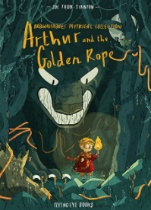 JOE TODD STANTON
BROWNSTONE'S MYTHICAL COLLECTION
Arthur
and the
Golden Rope
FLYING EYE BOOKS